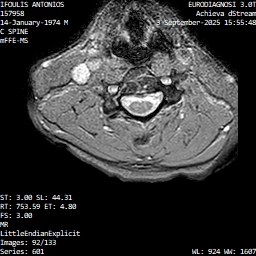 IFOULIS ANTONIOS
157958
14-January-1974 M
C SPINE
mFFE-MS
EURODIAGNOSI 3.0T
Achieva dStream
3-September-2025 15:55:48
ST: 3.00 SL: 44.31
RT: 753.59 ET: 4.80
FS: 3.00
MR
LittleEndianExplicit
Images: 92/133
Series: 601
WL: 924 WW: 1607